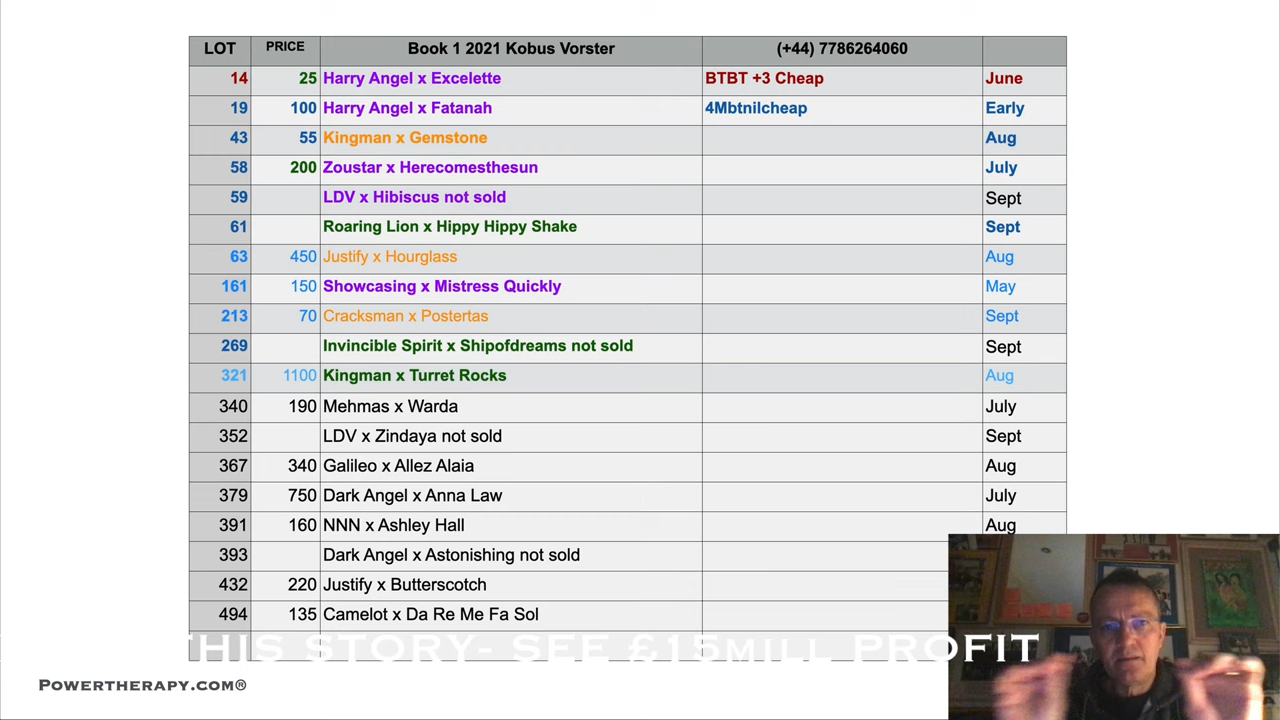 LOT PRICE Book 1 2021 Kobus Vorster (+44) 7786264060
14 25 Harry Angel x Excelette BTBT +3 Cheap June
19 100 Harry Angel x Fatanah 4Mbtnilcheap Early
43 55 Kingman x Gemstone Aug
58 200 Zoustar x Herecomesthesun July
59 LDV x Hibiscus not sold Sept
61 Roaring Lion x Hippy Hippy Shake Sept
63 450 Justify x Hourglass Aug
161 150 Showcasing x Mistress Quickly May
213 70 Cracksman x Postertas Sept
269 Invincible Spirit x Shipofdreams not sold Sept
321 1100 Kingman x Turret Rocks Aug
340 190 Mehmas x Warda July
352 LDV x Zindaya not sold Sept
367 340 Galileo x Allez Alaia Aug
379 750 Dark Angel x Anna Law July
391 160 NNN x Ashley Hall Aug
393 Dark Angel x Astonishing not sold
432 220 Justify x Butterscotch
494 135 Camelot x Da Re Me Fa Sol
THIS STORY- SEE £15MILL PROFIT
POWERTHERAPY.COM®